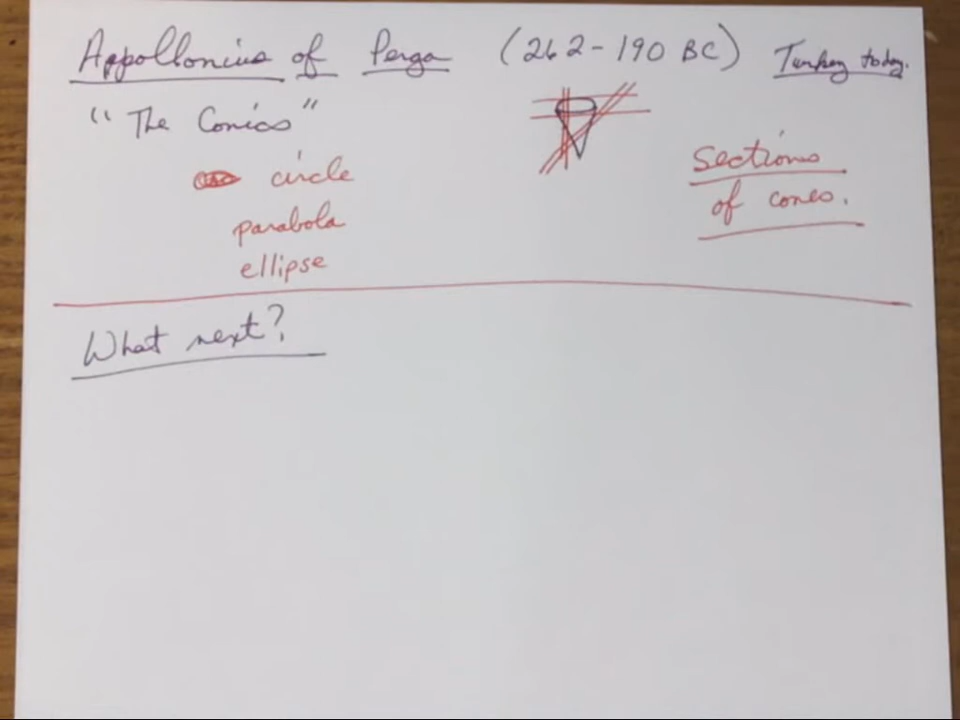 Appollonius of Perga (262-190 BC) Turkey today.
"The Conics"
circle
parabola
ellipse
Sections
of cones.
What next?